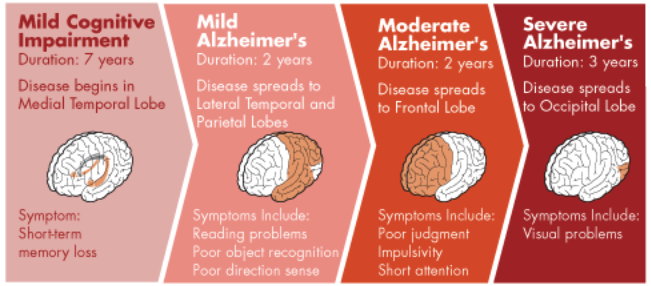 Mild Cognitive
Impairment
Duration: 7 years
Disease begins in
Medial Temporal Lobe
Symptom:
Short-term
memory loss
Mild
Alzheimer's
Duration: 2 years
Disease spreads to
Lateral Temporal and
Parietal Lobes
Symptoms Include:
Reading problems
Poor object recognition
Poor direction sense
Moderate
Alzheimer's
Duration: 2 years
Disease spreads
to Frontal Lobe
Symptoms Include:
Poor judgment
Impulsivity
Short attention
Severe
Alzheimer's
Duration: 3 years
Disease spreads
to Occipital Lobe
Symptoms Include:
Visual problems